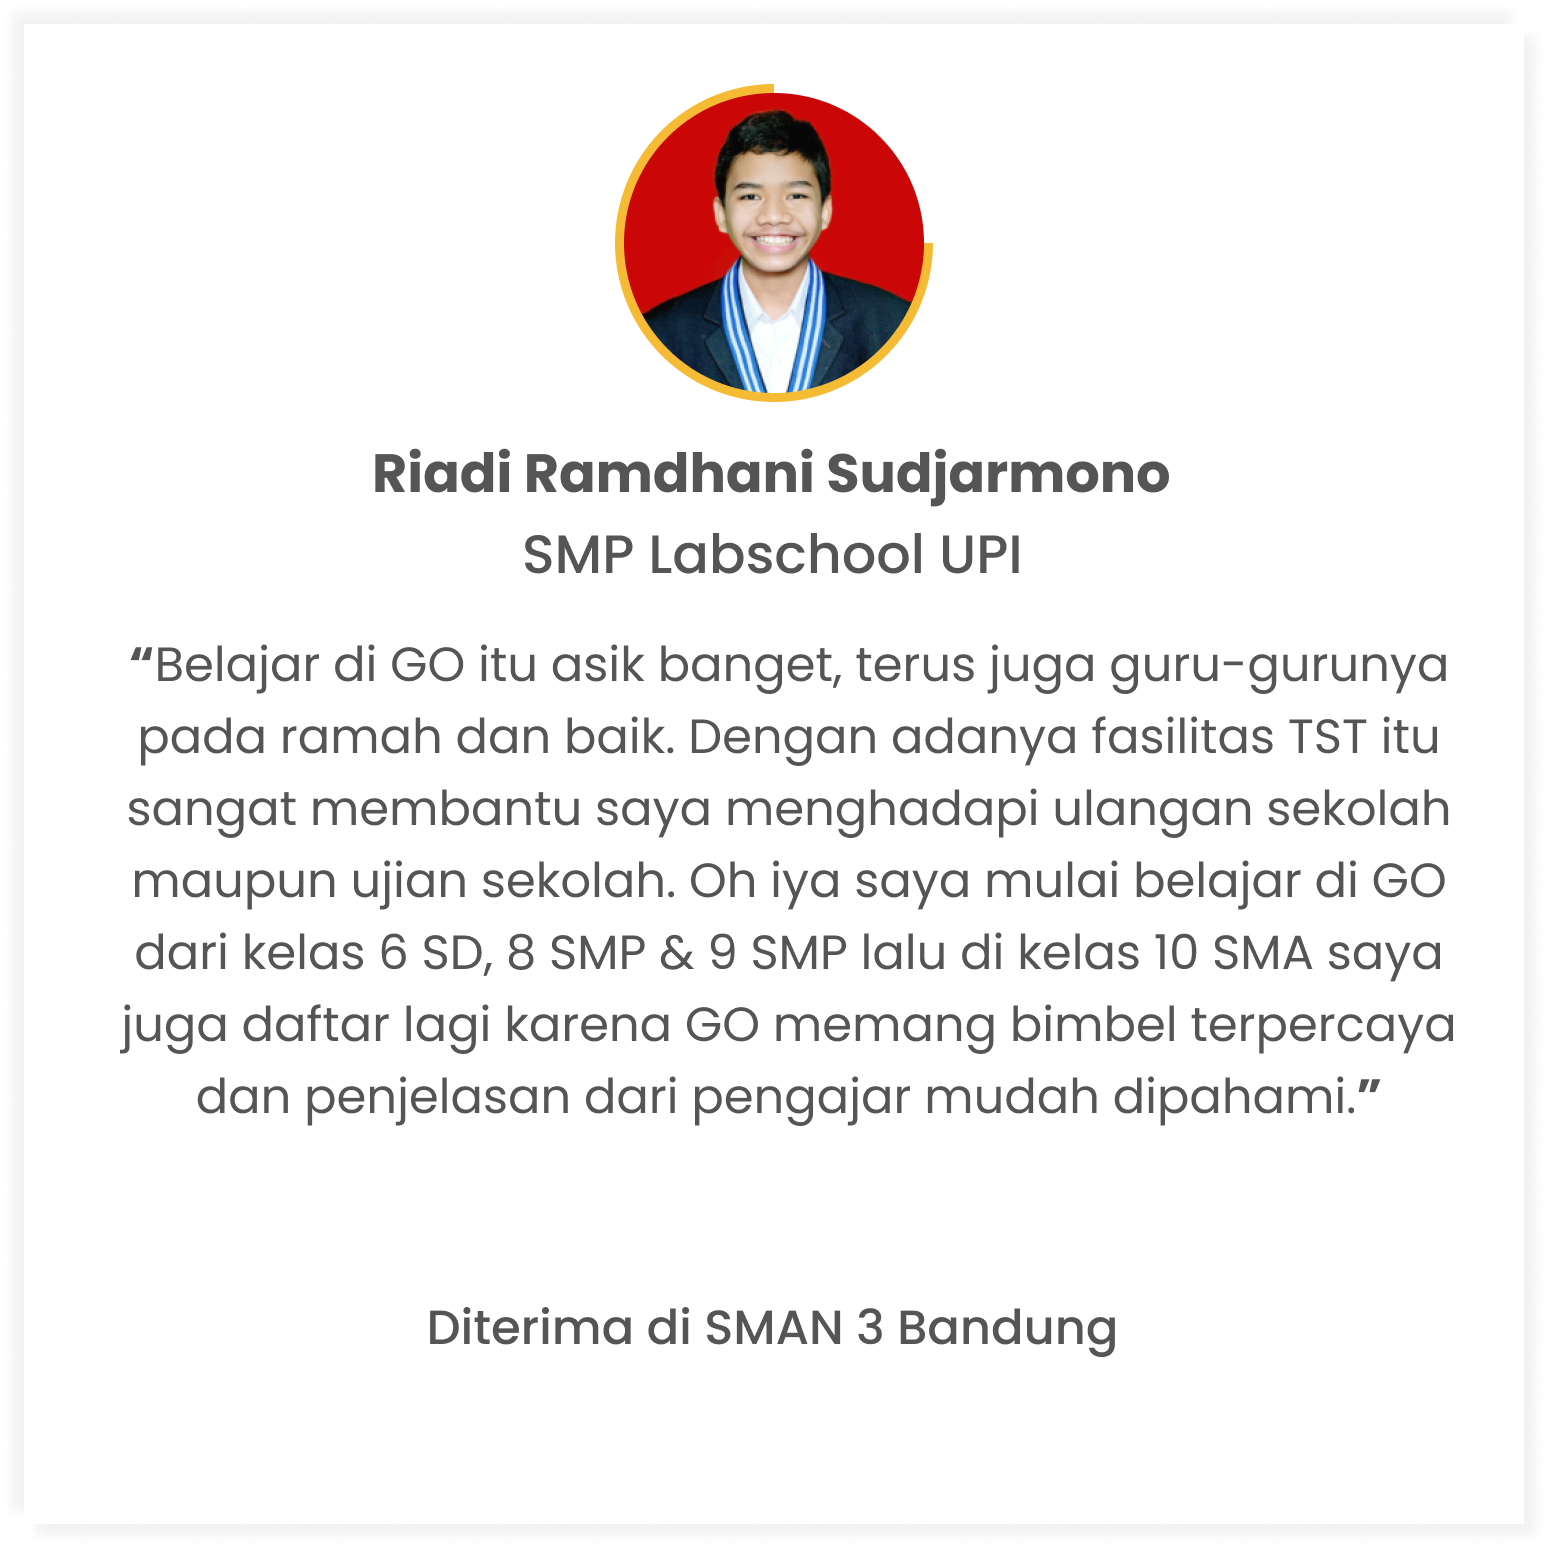 Riadi Ramdhani Sudjarmono
SMP Labschool UPI
“Belajar di GO itu asik banget, terus juga guru-gurunya
pada ramah dan baik. Dengan adanya fasilitas TST itu
sangat membantu saya menghadapi ulangan sekolah
maupun ujian sekolah. Oh iya saya mulai belajar di GO
dari kelas 6 SD, 8 SMP & 9 SMP lalu di kelas 10 SMA saya
juga daftar lagi karena GO memang bimbel terpercaya
dan penjelasan dari pengajar mudah dipahami.”
Diterima di SMAN 3 Bandung